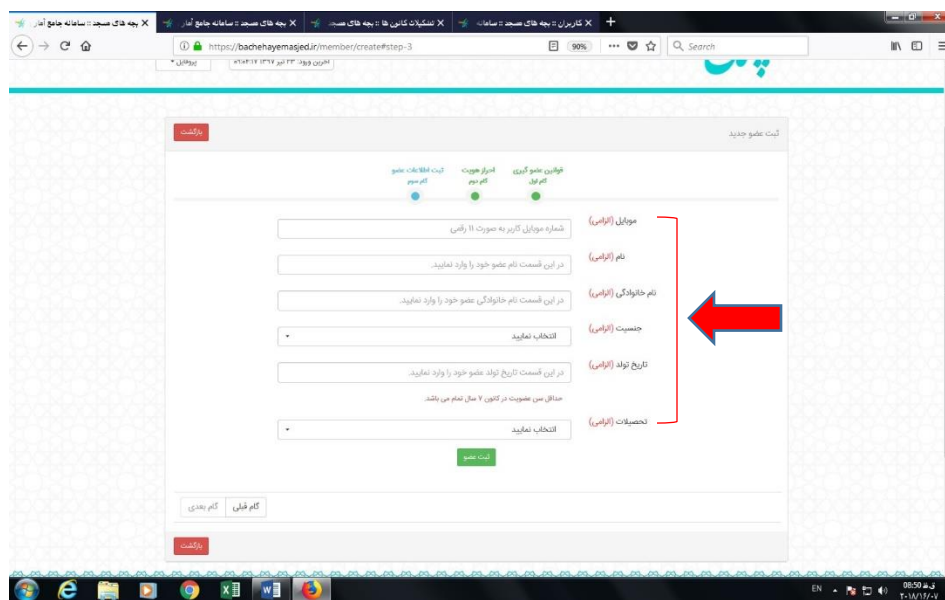 بچه های مسجد :: سامانه جامع آمار
بچه های مسجد :: سامانه جامع آمار
تشکیلات کانون ها :: بچه های مسجد
کاربران :: بچه های مسجد :: سامانه
https://bachehayemasjed.ir/member/create#step-3
90%
Search
پروفایل
آخرین ورود: ۲۳ تیر ۱۳۹۷
ثبت عضو جدید
بازگشت
قوانین عضو گیری
گام اول
احراز هویت
گام دوم
ثبت اطلاعات عضو
گام سوم
موبایل (الزامی)
شماره موبایل کاربر به صورت ۱۱ رقمی
نام (الزامی)
در این قسمت نام عضو خود را وارد نمایید.
نام خانوادگی (الزامی)
در این قسمت نام خانوادگی عضو خود را وارد نمایید.
جنسیت (الزامی)
انتخاب نمایید
تاریخ تولد (الزامی)
در این قسمت تاریخ تولد عضو خود را وارد نمایید.
حداقل سن عضویت در کانون ۷ سال تمام می باشد.
تحصیلات (الزامی)
انتخاب نمایید
ثبت عضو
گام قبلی
گام بعدی
بازگشت
EN
08:50 ق.ظ